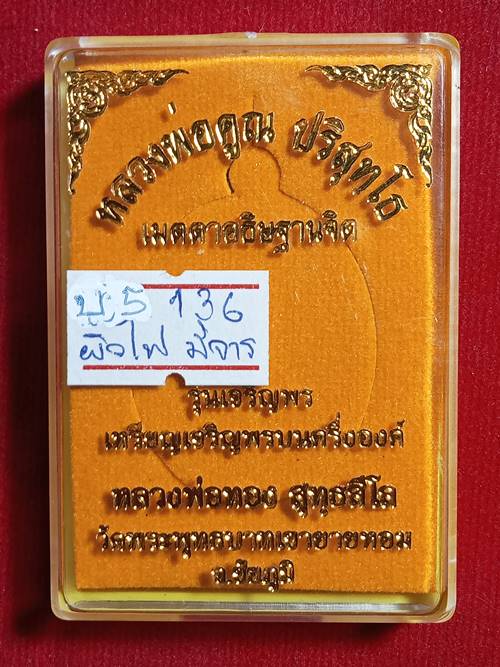 หลวงพ่อคูณ ปริสุทโธ
เมตตาอธิษฐานจิต
บ.5 136
ผิวไฟ มีจาร
รุ่นเจริญพร
เหรียญเจริญพรบนครึ่งองค์
หลวงพ่อทอง สุทธสีโล
วัดพระพุทธบาทเขายายหอม
จ.ชัยภูมิ